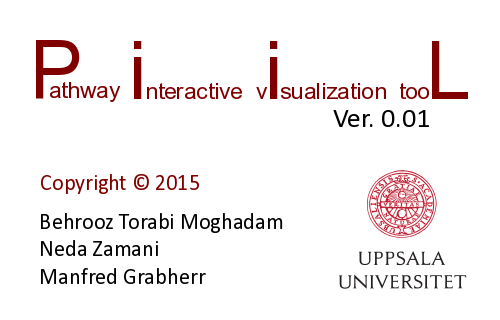 Pathway interactive visualization tooL
Ver. 0.01
Copyright © 2015
Behrooz Torabi Moghadam
Neda Zamani
Manfred Grabherr
UPPSALA
UNIVERSITET